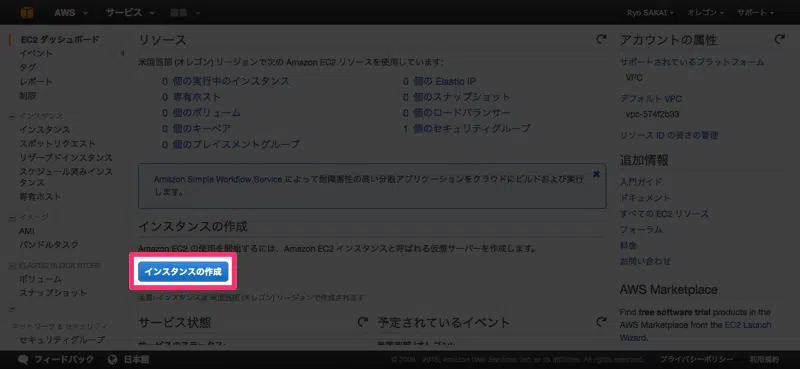 AWS サービス
Ryo SAKAI オレゴン サポート
EC2 ダッシュボード
イベント
タグ
レポート
制限
インスタンス
インスタンス
スポットリクエスト
リザーブドインスタンス
スケジュール済みインスタンス
専有ホスト
イメージ
AMI
バンドルタスク
ELASTIC BLOCK STORE
ボリューム
スナップショット
ネットワーク & セキュリティ
セキュリティグループ
リソース
米国西部 (オレゴン) リージョンで次の Amazon EC2 リソースを使用しています:
0 個の実行中のインスタンス
0 個の Elastic IP
0 専有ホスト
0 個のスナップショット
0 個のボリューム
0 個のロードバランサー
0 個のキーペア
1 個のセキュリティグループ
0 個のプレイスメントグループ
Amazon Simple Workflow Service によって耐障害性の高い分散アプリケーションをクラウドにビルドおよび実行
します。
インスタンスの作成
Amazon EC2 の使用を開始するには、Amazon EC2 インスタンスと呼ばれる仮想サーバーを作成します。
インスタンスの作成
注意: インスタンスは 米国西部 (オレゴン) リージョンで作成されます
サービス状態
予定されているイベント
サービスのステータス:
米国西部 (オレゴン):
アカウントの属性
サポートされているプラットフォーム
VPC
デフォルト VPC
vpc-574f2b33
リソース ID の長さの管理
追加情報
入門ガイド
ドキュメント
すべての EC2 リソース
フォーラム
料金
お問い合わせ
AWS Marketplace
Find free software trial products in
the AWS Marketplace from the EC2 Launch
Wizard.
フィードバック 日本語
プライバシーポリシー 利用規約